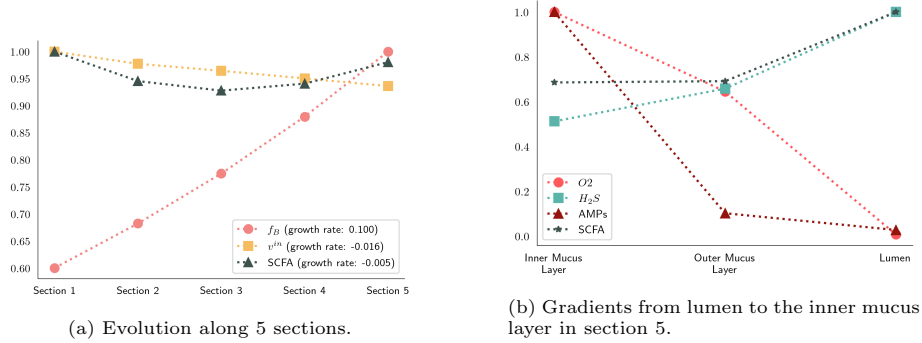 1.00
0.95
0.90
0.85
0.80
0.75
0.70
0.65
0.60
Section 1
Section 2
Section 3
Section 4
Section 5
f_B (growth rate: 0.100)
v^{in} (growth rate: -0.016)
SCFA (growth rate: -0.005)
(a) Evolution along 5 sections.
1.0
0.8
0.6
0.4
0.2
0.0
O2
H_2S
AMPs
SCFA
Inner Mucus
Layer
Outer Mucus
Layer
Lumen
(b) Gradients from lumen to the inner mucus
layer in section 5.